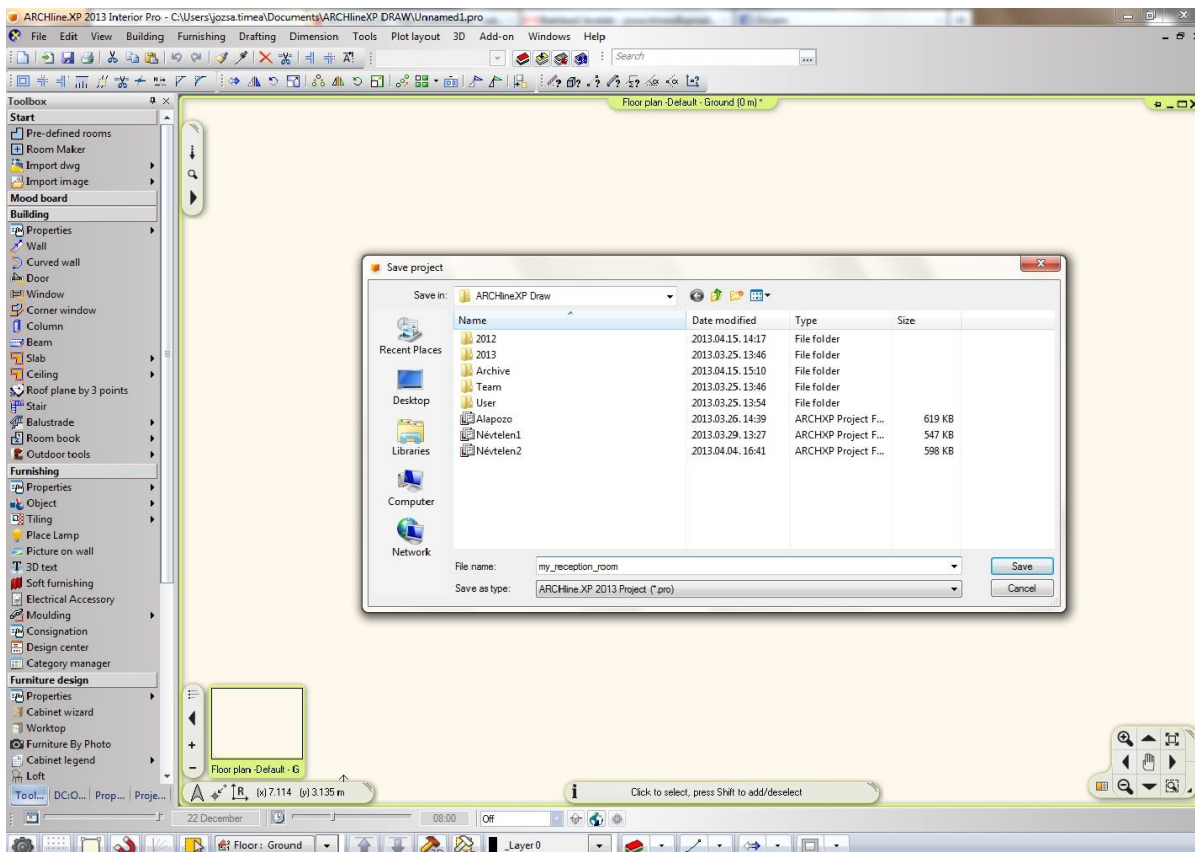 ARCHline.XP 2013 Interior Pro - C:\Users\jozsa.timea\Documents\ARCHlineXP DRAW\Unnamed1.pro
File Edit View Building Furnishing Drafting Dimension Tools Plot layout 3D Add-on Windows Help
Search
Toolbox
Floor plan -Default - Ground (0 m) *
Start
Pre-defined rooms
Room Maker
Import dwg
Import image
Mood board
Building
Properties
Wall
Curved wall
Door
Window
Corner window
Column
Beam
Slab
Ceiling
Roof plane by 3 points
Stair
Balustrade
Room book
Outdoor tools
Furnishing
Properties
Object
Tiling
Place Lamp
Picture on wall
3D text
Soft furnishing
Electrical Accessory
Moulding
Consignation
Design center
Category manager
Furniture design
Properties
Cabinet wizard
Worktop
Furniture By Photo
Cabinet legend
Loft
Tool... DC:O... Prop... Proje...
Save project
Save in: ARCHlineXP Draw
Recent Places
Desktop
Libraries
Computer
Network
Name Date modified Type Size
2012 2013.04.15. 14:17 File folder
2013 2013.03.25. 13:46 File folder
Archive 2013.04.15. 15:10 File folder
Team 2013.03.25. 13:46 File folder
User 2013.03.25. 13:54 File folder
Alapozo 2013.03.26. 14:39 ARCHXP Project F... 619 KB
Névtelen1 2013.03.29. 13:27 ARCHXP Project F... 547 KB
Névtelen2 2013.04.04. 16:41 ARCHXP Project F... 598 KB
File name: my_reception_room Save
Save as type: ARCHline.XP 2013 Project (*.pro) Cancel
Floor plan -Default - G
(x) 7.114 (y) 3.135 m
Click to select, press Shift to add/deselect
22 December 08:00 Off
Floor : Ground _Layer 0